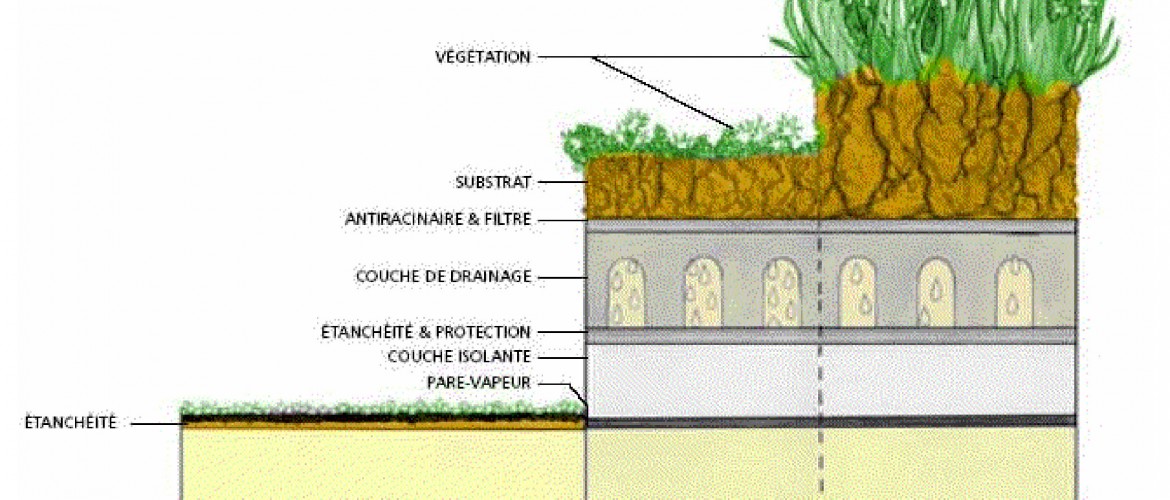 VÉGÉTATION
SUBSTRAT
ANTIRACINAIRE & FILTRE
COUCHE DE DRAINAGE
ÉTANCHÉITÉ & PROTECTION
COUCHE ISOLANTE
PARE-VAPEUR
ÉTANCHÉITÉ